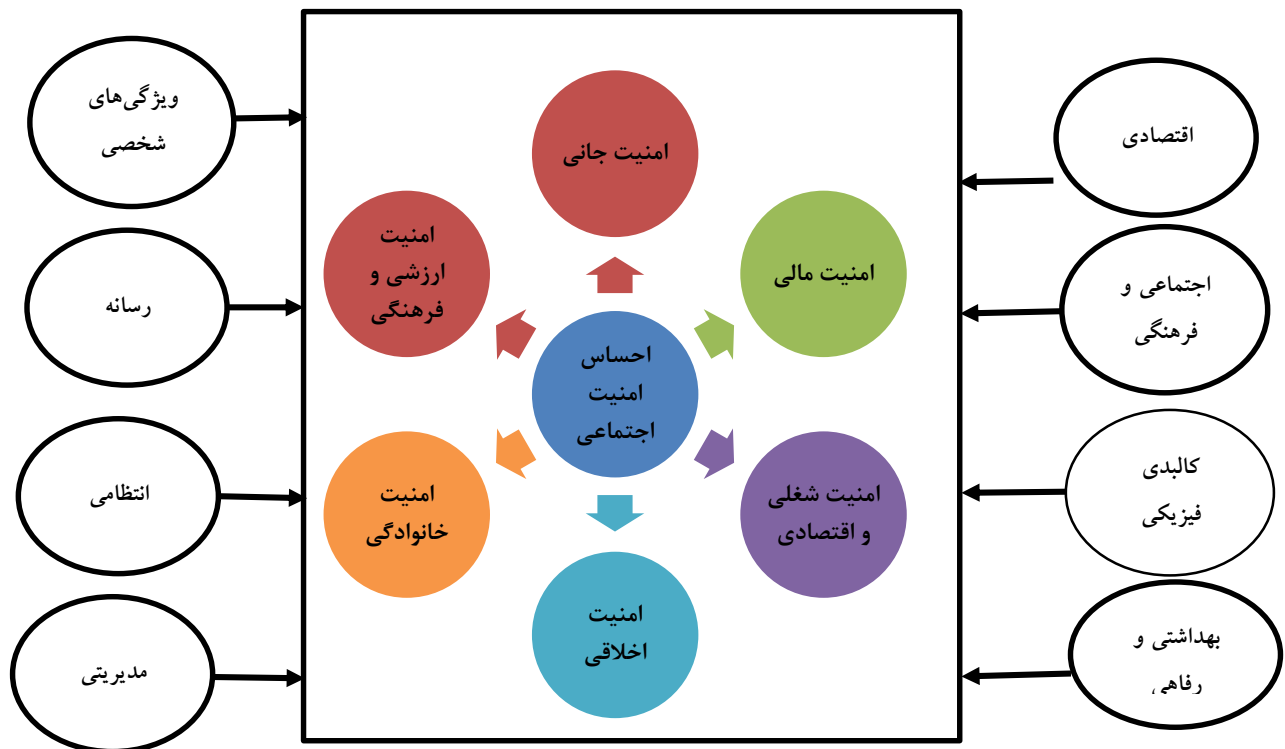 ویژگی‌های
شخصی
رسانه
انتظامی
مدیریتی
امنیت جانی
امنیت
ارزشی و
فرهنگی
امنیت مالی
احساس
امنیت
اجتماعی
امنیت
خانوادگی
امنیت شغلی
و اقتصادی
امنیت
اخلاقی
اقتصادی
اجتماعی و
فرهنگی
کالبدی
فیزیکی
بهداشتی و
رفاهی